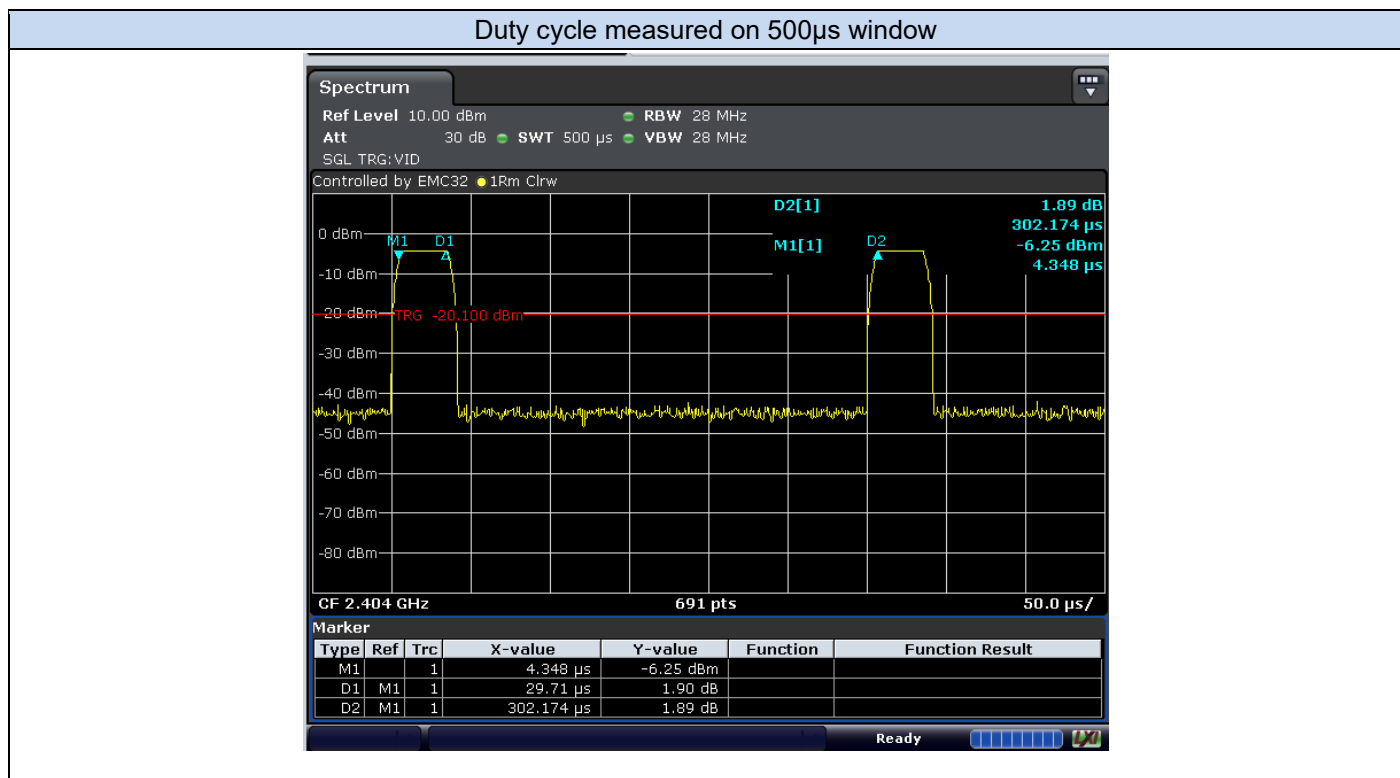 Duty cycle measured on 500µs window
Spectrum
Ref Level 10.00 dBm RBW 28 MHz
Att 30 dB SWT 500 µs VBW 28 MHz
SGL TRG:VID
Controlled by EMC32 1Rm Clrw
D2[1] 1.89 dB
302.174 µs
0 dBm
M1 D1 M1[1] D2 -6.25 dBm
4.348 µs
-10 dBm
-20 dBm TRG -20.100 dBm
-30 dBm
-40 dBm
-50 dBm
-60 dBm
-70 dBm
-80 dBm
CF 2.404 GHz 691 pts 50.0 µs/
Marker
Type Ref Trc X-value Y-value Function Function Result
M1 1 4.348 µs -6.25 dBm
D1 M1 1 29.71 µs 1.90 dB
D2 M1 1 302.174 µs 1.89 dB
Ready LXI